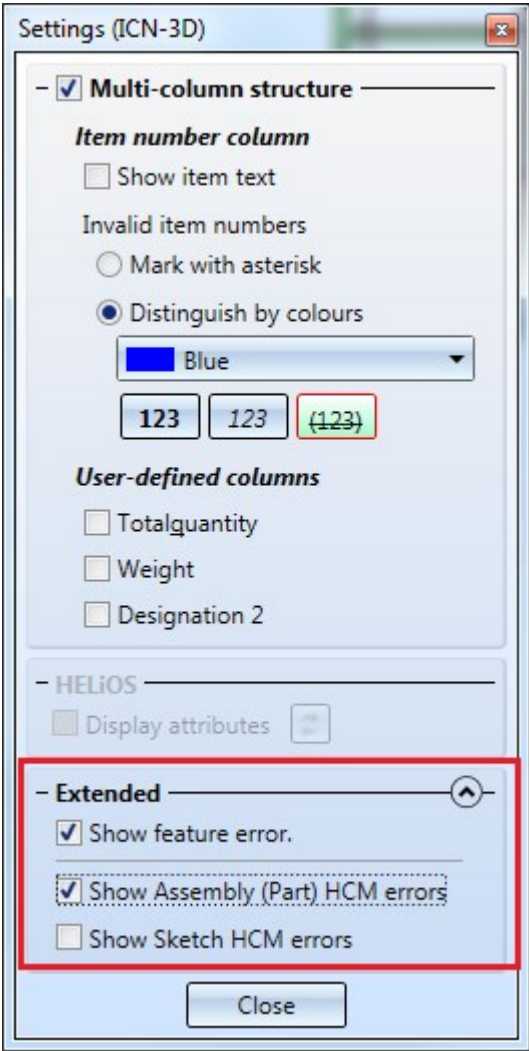 Settings (ICN-3D)
Multi-column structure
Item number column
Show item text
Invalid item numbers
Mark with asterisk
Distinguish by colours
Blue
123 123 (123)
User-defined columns
Totalquantity
Weight
Designation 2
HELiOS
Display attributes
Extended
Show feature error.
Show Assembly (Part) HCM errors
Show Sketch HCM errors
Close